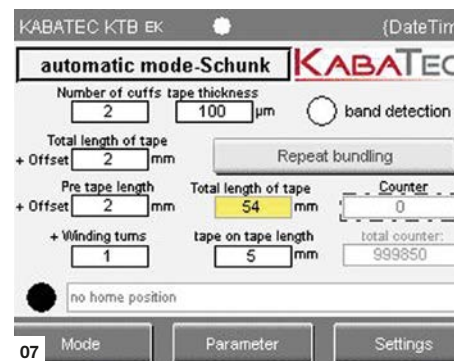 KABATEC KTB EK {DateTim
automatic mode-Schunk KABATEC
Number of cuffs tape thickness
2 100 µm band detection
Total length of tape
+ Offset 2 mm Repeat bundling
Pre tape length Total length of tape Counter
+ Offset 2 mm 54 mm 0
+ Winding turns tape on tape length total counter:
1 5 mm 999850
no home position
07 Mode Parameter Settings